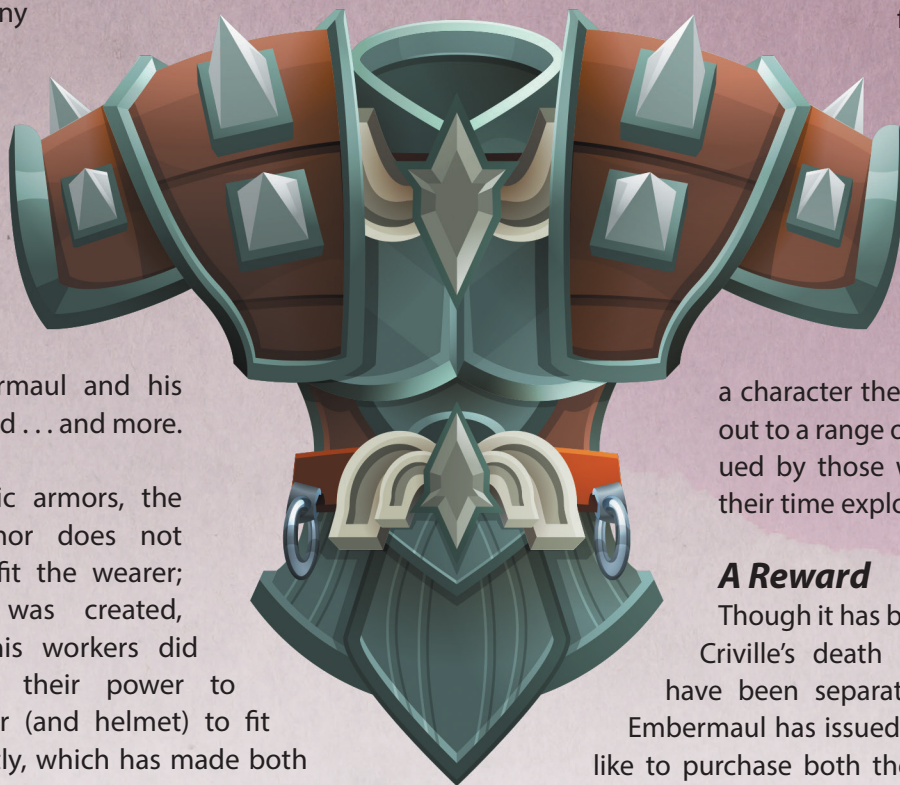 ny
rmaul and his
d . . . and more.
ic armors, the
does not
fit the wearer;
was created,
his workers did
their power to
r (and helmet) to fit
ly, which has made both
a character the
out to a range
ued by those
their time explo
A Reward
Though it has b
Criville's death
have been separat
Embermaul has issued
like to purchase both the